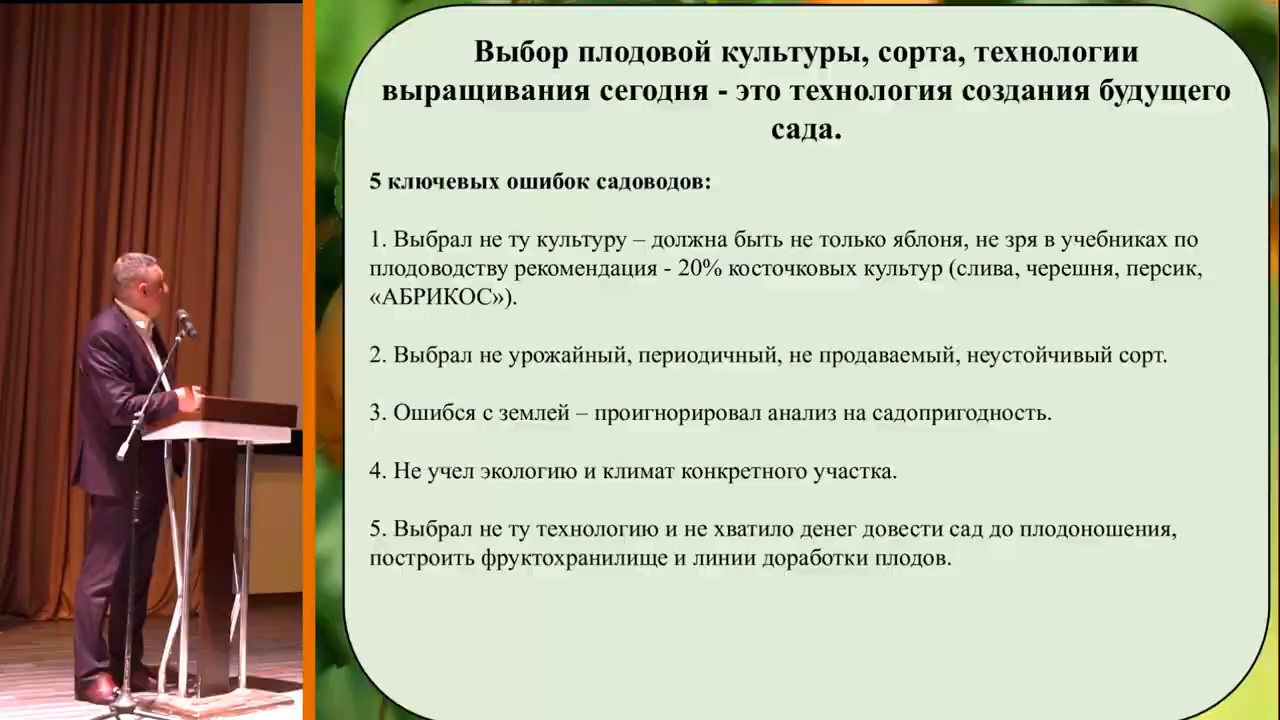 Выбор плодовой культуры, сорта, технологии
выращивания сегодня - это технология создания будущего
сада.
5 ключевых ошибок садоводов:
1. Выбрал не ту культуру – должна быть не только яблоня, не зря в учебниках по
плодоводству рекомендация - 20% косточковых культур (слива, черешня, персик,
«АБРИКОС»).
2. Выбрал не урожайный, периодичный, не продаваемый, неустойчивый сорт.
3. Ошибся с землей – проигнорировал анализ на садопригодность.
4. Не учел экологию и климат конкретного участка.
5. Выбрал не ту технологию и не хватило денег довести сад до плодоношения,
построить фруктохранилище и линии доработки плодов.